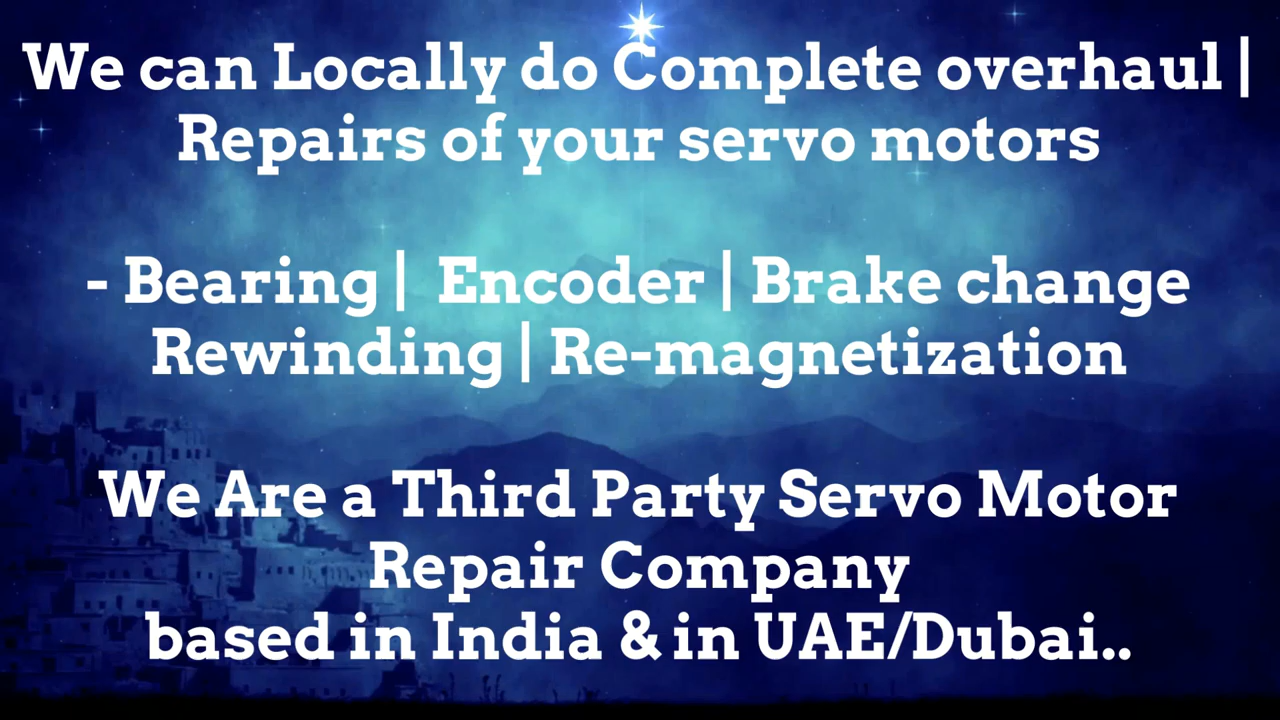 We can Locally do Complete overhaul |
Repairs of your servo motors
- Bearing | Encoder | Brake change
Rewinding | Re-magnetization
We Are a Third Party Servo Motor
Repair Company
based in India & in UAE/Dubai..